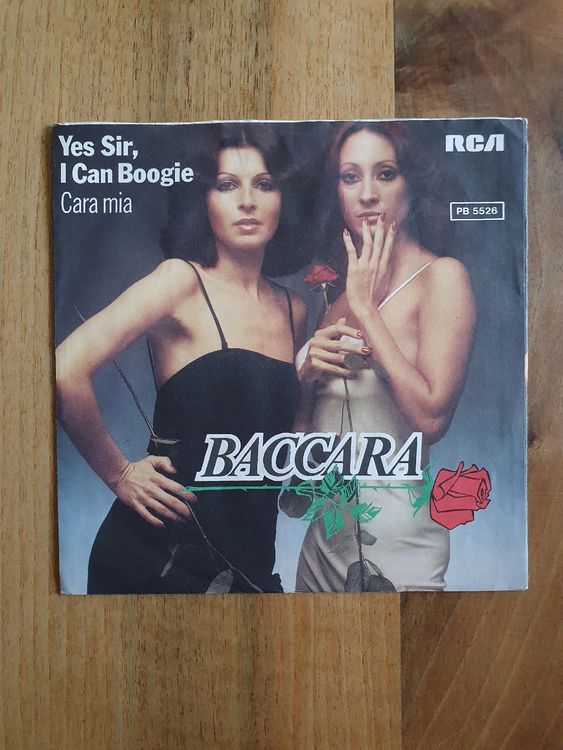 Yes Sir,
I Can Boogie
Cara mia
RCA
PB 5526
BACCARA